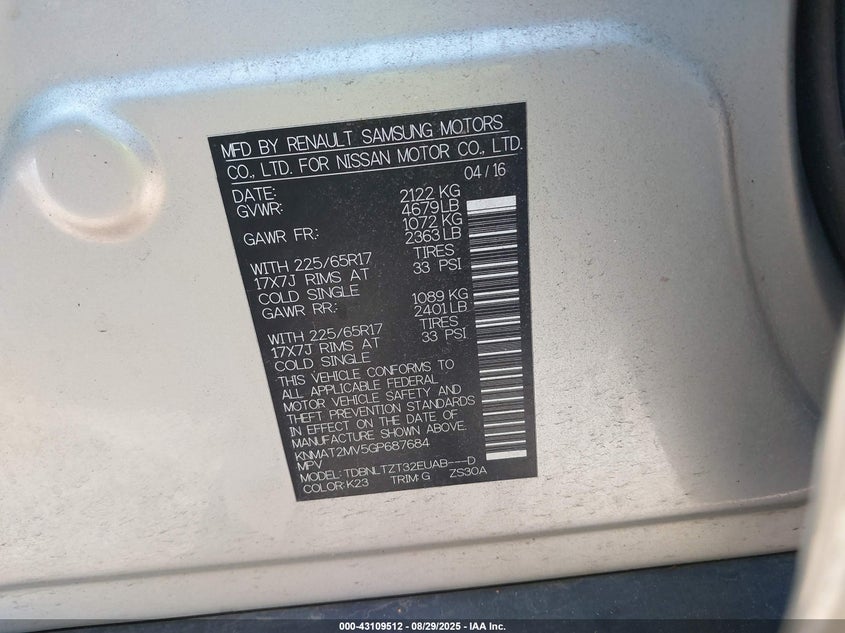 MFD BY RENAULT SAMSUNG MOTORS
CO., LTD. FOR NISSAN MOTOR CO., LTD.
DATE: 04/16
GVWR: 2122 KG
4679LB
GAWR FR.: 1072 KG
2363 LB
WITH 225/65R17 TIRES
17X7J RIMS AT 33 PSI
COLD SINGLE
GAWR RR.: 1089 KG
2401LB
WITH 225/65R17 TIRES
17X7J RIMS AT 33 PSI
COLD SINGLE
THIS VEHICLE CONFORMS TO
ALL APPLICABLE FEDERAL
MOTOR VEHICLE SAFETY AND
THEFT PREVENTION STANDARDS
IN EFFECT ON THE DATE OF
MANUFACTURE SHOWN ABOVE.
KNMAT2MV5GP687684
MPV
MODEL: TDBNLTZT32EUAB---D
COLOR:K23 TRIM:G ZS30A
000-43109512 - 08/29/2025 - IAA Inc.